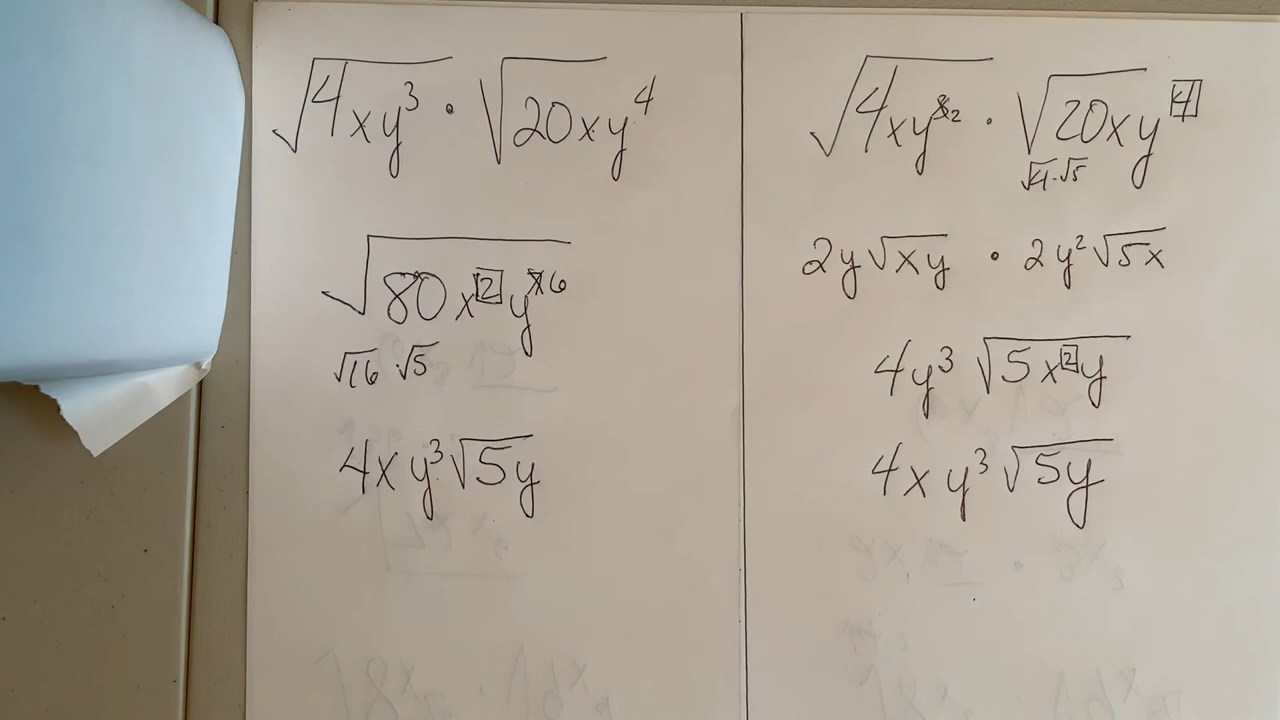 √4xy³ · √20xy⁴
√80x²y⁷6
√16 √5
4xy³√5y
√4xy³2 · √20xy⁴
√4·√5
2y√xy · 2y²√5x
4y³√5x²y
4xy³√5y